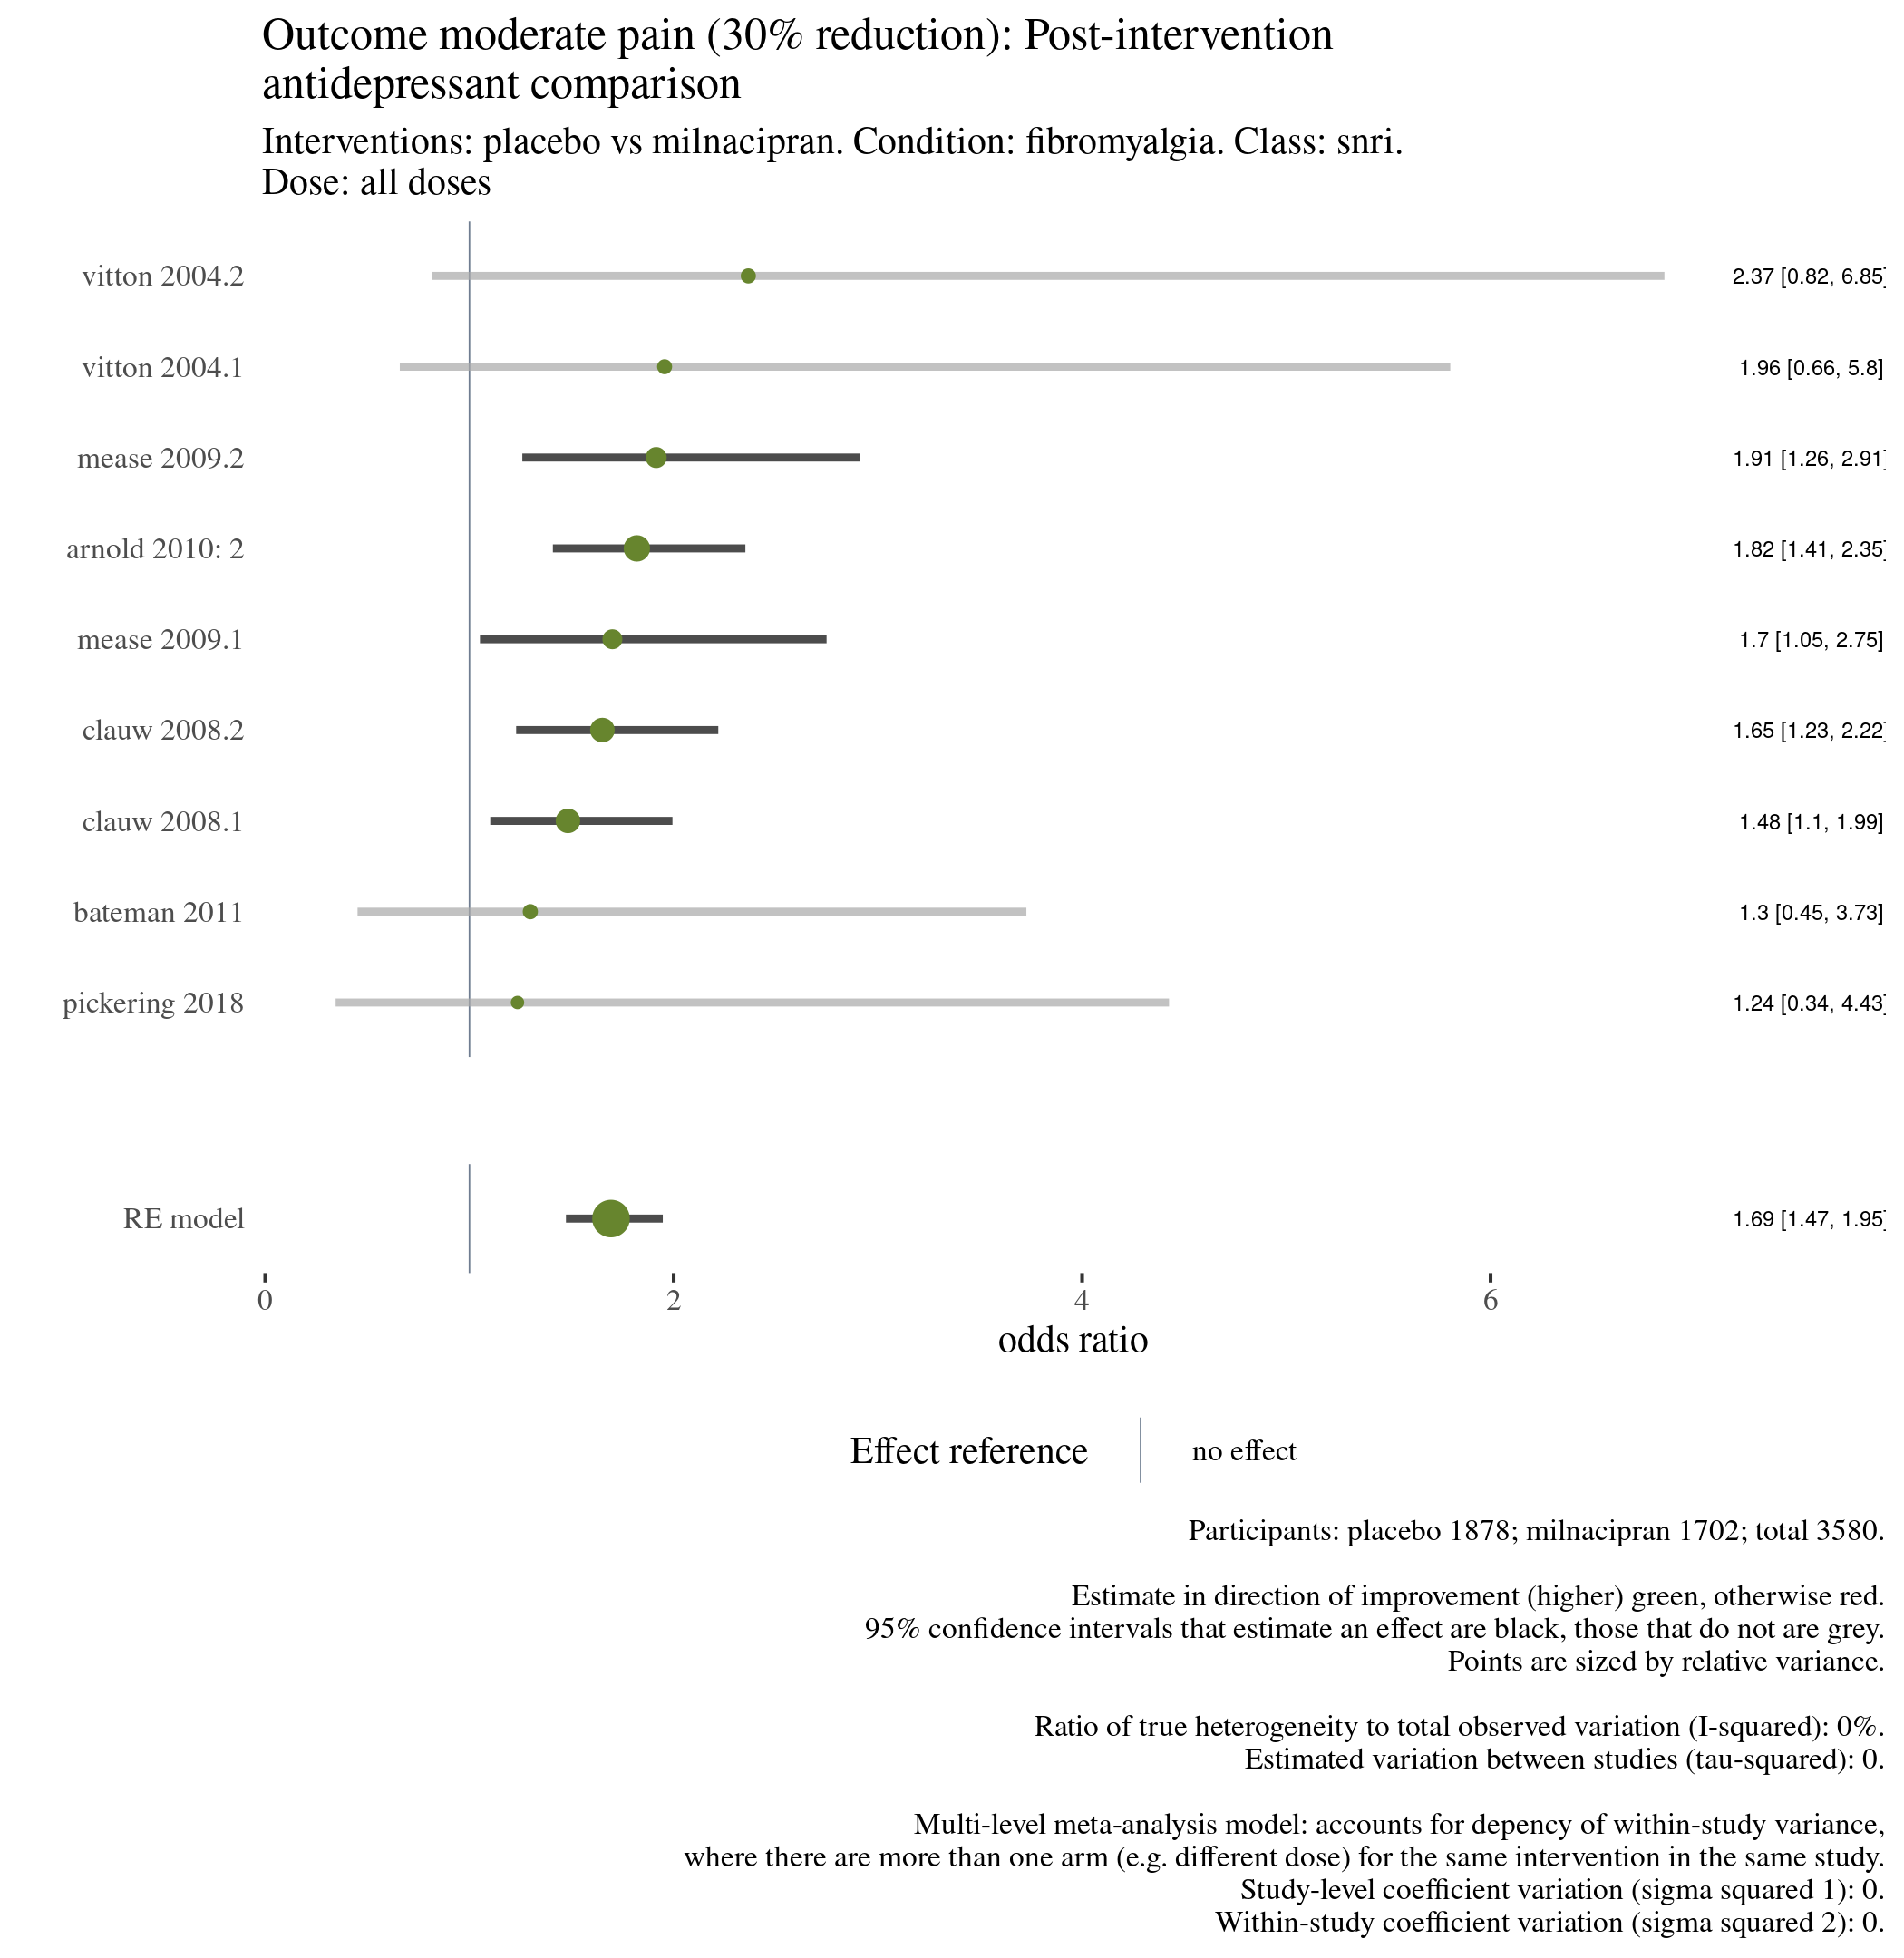 Outcome moderate pain (30% reduction): Post-intervention
antidepressant comparison
Interventions: placebo vs milnacipran. Condition: fibromyalgia. Class: snri.
Dose: all doses
vitton 2004.2 2.37 [0.82, 6.85]
vitton 2004.1 1.96 [0.66, 5.8]
mease 2009.2 1.91 [1.26, 2.91]
arnold 2010: 2 1.82 [1.41, 2.35]
mease 2009.1 1.7 [1.05, 2.75]
clauw 2008.2 1.65 [1.23, 2.22]
clauw 2008.1 1.48 [1.1, 1.99]
bateman 2011 1.3 [0.45, 3.73]
pickering 2018 1.24 [0.34, 4.43]
RE model 1.69 [1.47, 1.95]
0 2 4 6
odds ratio
Effect reference no effect
Participants: placebo 1878; milnacipran 1702; total 3580.
Estimate in direction of improvement (higher) green, otherwise red.
95% confidence intervals that estimate an effect are black, those that do not are grey.
Points are sized by relative variance.
Ratio of true heterogeneity to total observed variation (I-squared): 0%.
Estimated variation between studies (tau-squared): 0.
Multi-level meta-analysis model: accounts for depency of within-study variance,
where there are more than one arm (e.g. different dose) for the same intervention in the same study.
Study-level coefficient variation (sigma squared 1): 0.
Within-study coefficient variation (sigma squared 2): 0.